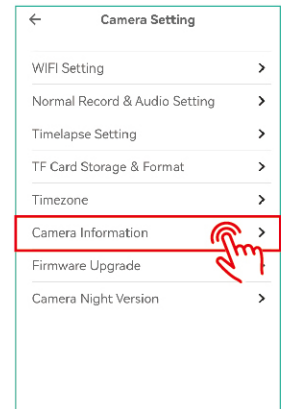 Camera Setting
WIFI Setting
Normal Record & Audio Setting
Timelapse Setting
TF Card Storage & Format
Timezone
Camera Information
Firmware Upgrade
Camera Night Version